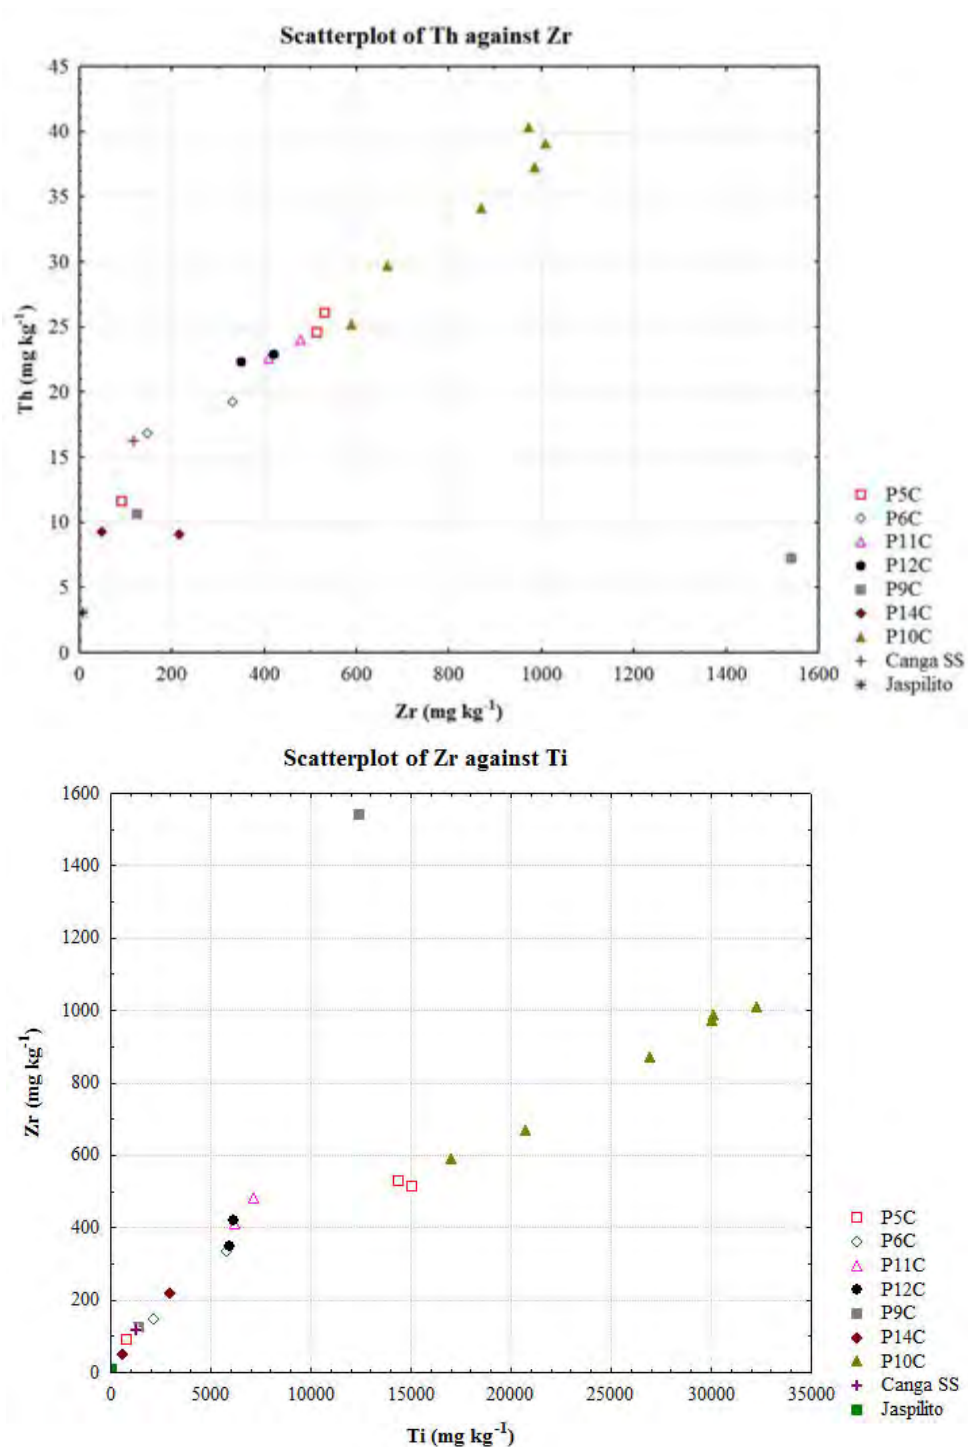 Scatterplot of Th against Zr
45
40
35
30
25
20
15
10
5
0
Th (mg kg⁻¹)
0 200 400 600 800 1000 1200 1400 1600
Zr (mg kg⁻¹)
P5C
P6C
P11C
P12C
P9C
P14C
P10C
Canga SS
Jaspilito
Scatterplot of Zr against Ti
1600
1400
1200
1000
800
600
400
200
0
Zr (mg kg⁻¹)
0 5000 10000 15000 20000 25000 30000 35000
Ti (mg kg⁻¹)
P5C
P6C
P11C
P12C
P9C
P14C
P10C
Canga SS
Jaspilito